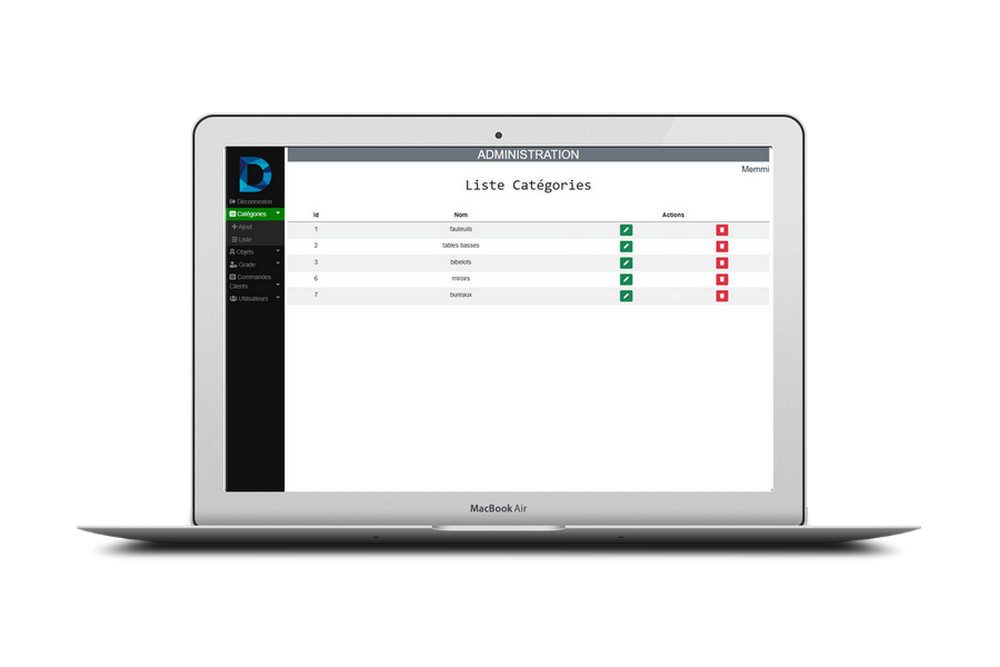 ADMINISTRATION
Memmi
Liste Catégories
Déconnexion
Catégories
Ajout
Liste
Objets
Grade
Commandes
Clients
Utilisateurs
Id Nom Actions
1 fauteuils
2 tables basses
3 bibelots
6 miroirs
7 bureaux
MacBook Air